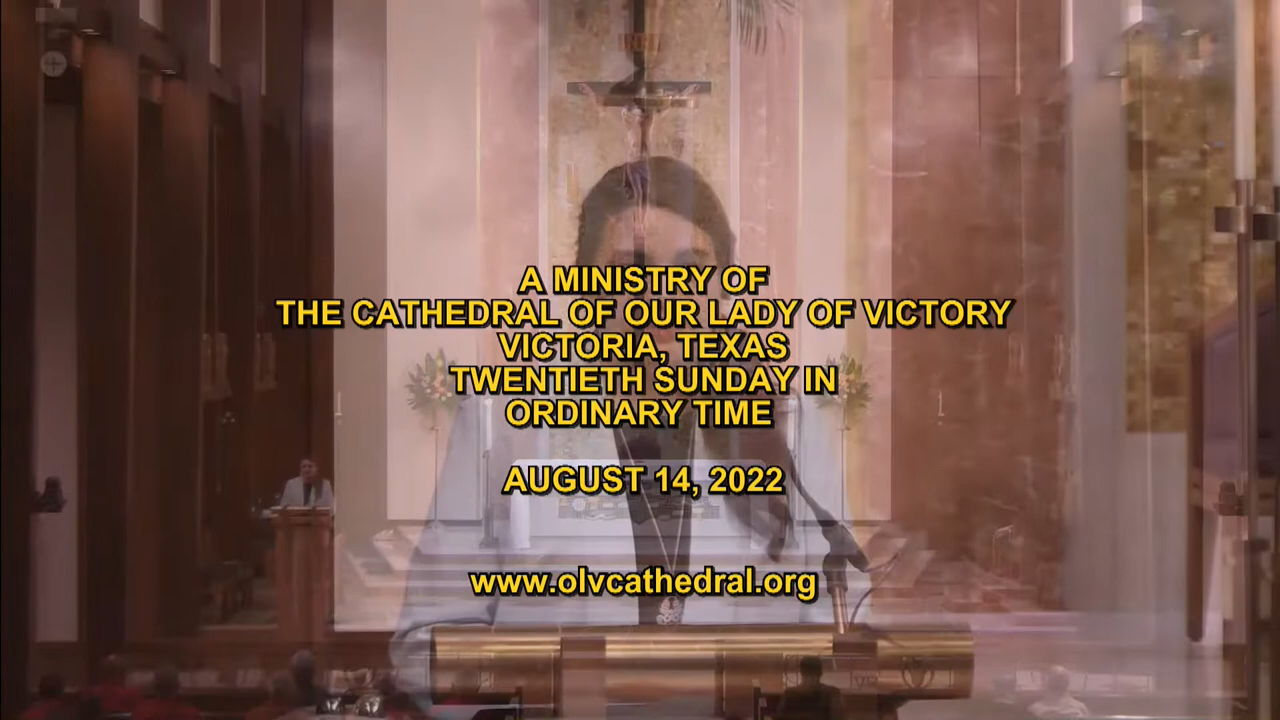 A MINISTRY OF
THE CATHEDRAL OF OUR LADY OF VICTORY
VICTORIA, TEXAS
TWENTIETH SUNDAY IN
ORDINARY TIME
AUGUST 14, 2022
www.olvcathedral.org